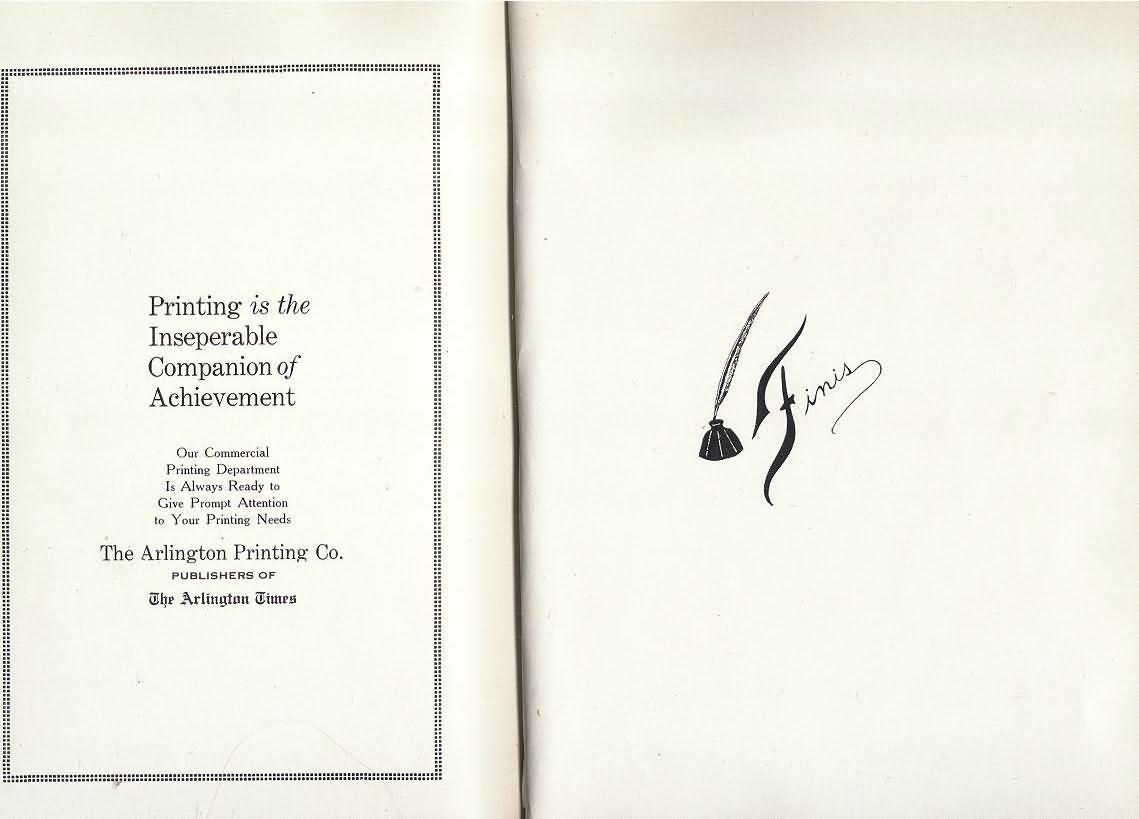 Printing is the
Inseperable
Companion of
Achievement
Our Commercial
Printing Department
Is Always Ready to
Give Prompt Attention
to Your Printing Needs
The Arlington Printing Co.
PUBLISHERS OF
The Arlington Times
Finis